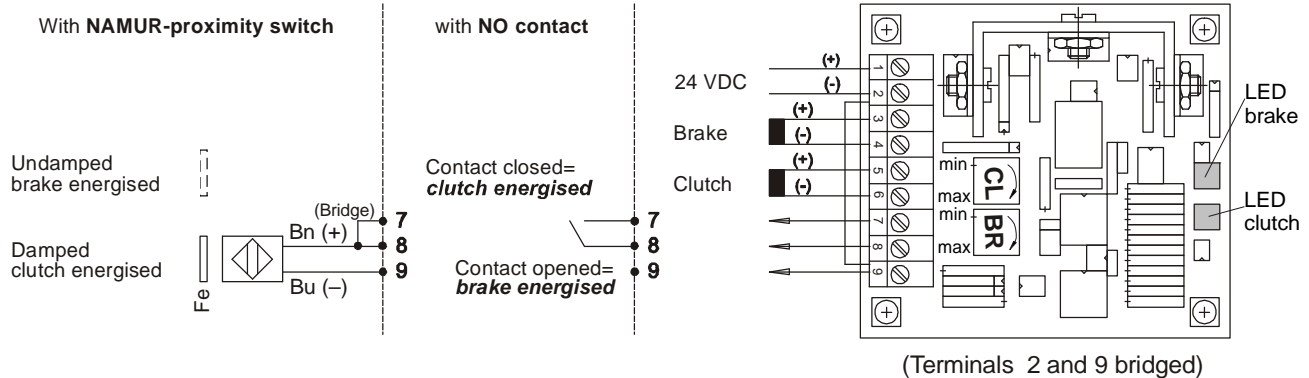 With NAMUR-proximity switch
Undamped
brake energised
Damped
clutch energised
Fe
(Bridge)
Bn (+)
Bu (–)
7
8
9
with NO contact
Contact closed=
clutch energised
Contact opened=
brake energised
7
8
9
24 VDC
Brake
Clutch
(+)
(-)
(+)
(-)
(+)
(-)
1
2
3
4
5
6
7
8
9
min
max
CL
min
max
BR
LED
brake
LED
clutch
(Terminals 2 and 9 bridged)